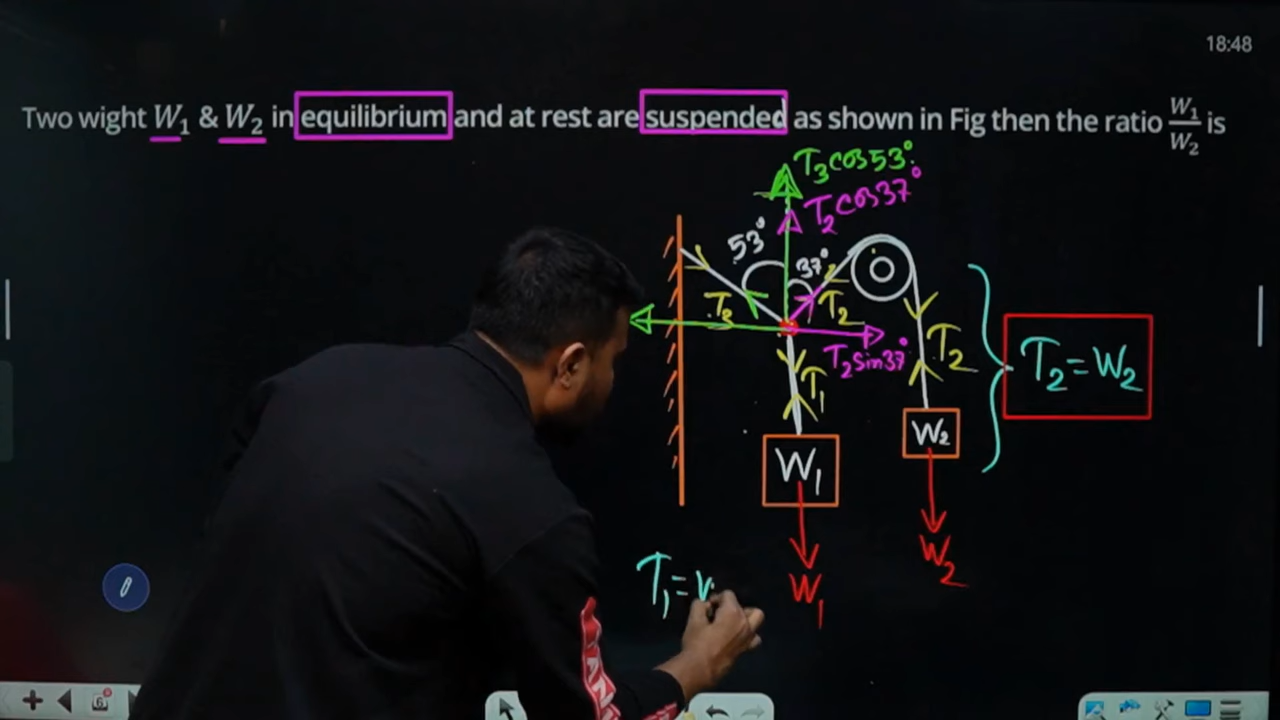 18:48
Two wight W₁ & W₂ in equilibrium and at rest are suspended as shown in Fig then the ratio W₁/W₂ is
T₃cos53°
T₂cos37°
53°
37°
T₃
T₂
T₂sin37°
T₂
T₂=W₂
T₁
W₂
W₁
W₂
T₁=
W₁